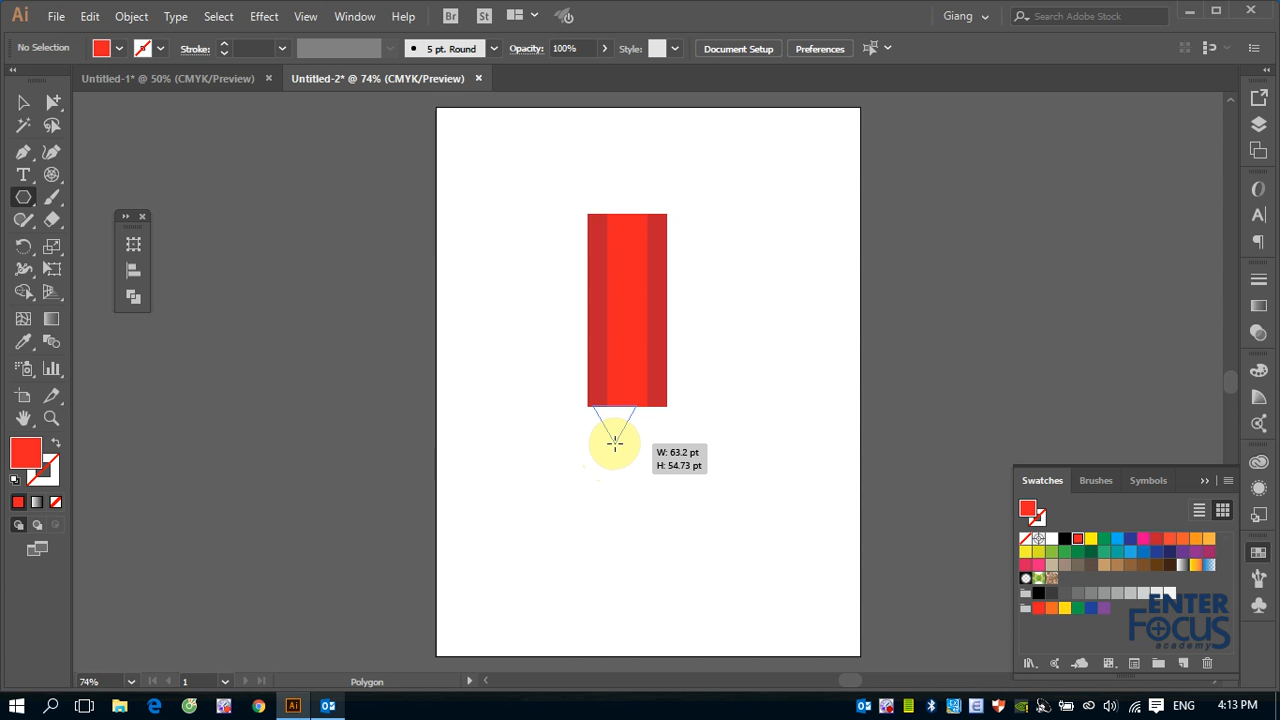 Ai File Edit Object Type Select Effect View Window Help Br St Giang Search Adobe Stock
No Selection Stroke: 5 pt. Round Opacity: 100% Style: Document Setup Preferences
Untitled-1* @ 50% (CMYK/Preview) Untitled-2* @ 74% (CMYK/Preview)
W: 63.2 pt
H: 54.73 pt
Swatches Brushes Symbols
ENTER
FOCUS
academy
74% 1 Polygon
Ai ENG 4:13 PM